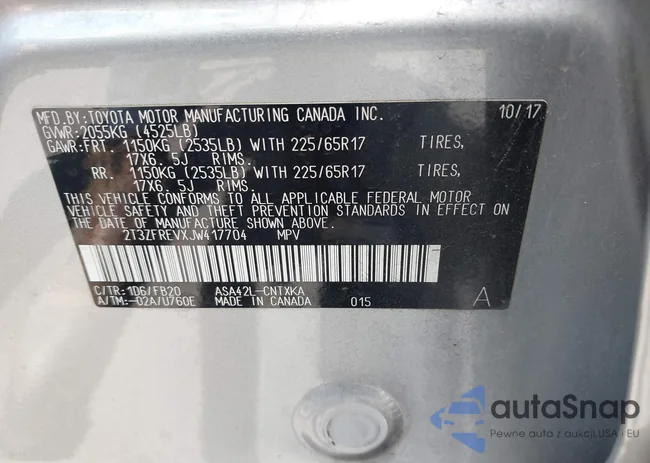 MFD.BY:TOYOTA MOTOR MANUFACTURING CANADA INC. 10/17
GVWR:2055KG (4525LB)
GAWR:FRT. 1150KG (2535LB) WITH 225/65R17 TIRES,
17X6. 5J RIMS.
RR. 1150KG (2535LB) WITH 225/65R17 TIRES,
17X6. 5J RIMS.
THIS VEHICLE CONFORMS TO ALL APPLICABLE FEDERAL MOTOR
VEHICLE SAFETY AND THEFT PREVENTION STANDARDS IN EFFECT ON
THE DATE OF MANUFACTURE SHOWN ABOVE.
2T3ZFREVXJW417704 MPV
C/TR:1D6/FB20 ASA42L-CNTXKA
A/TM:-02A/U760E MADE IN CANADA 015 A
autaSnap
Pewne auta z aukcji USA i EU